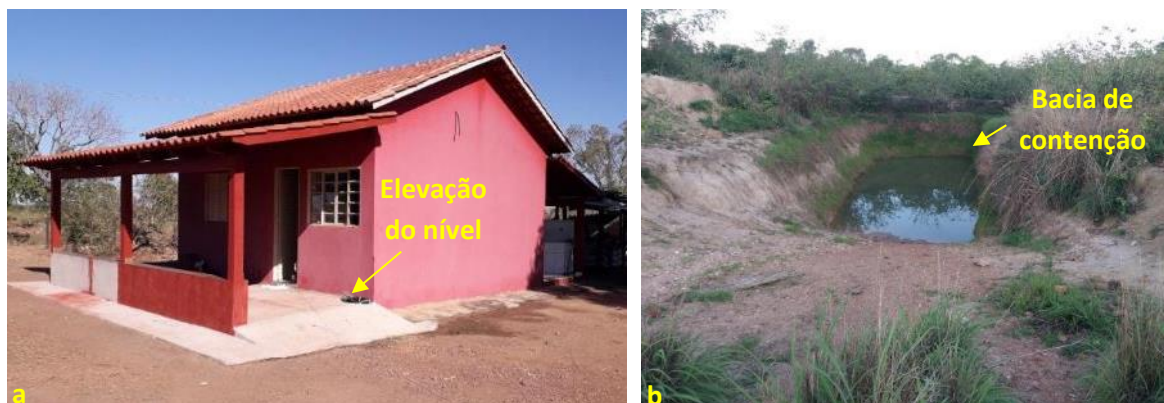 Elevação
do nível
a
Bacia de
contenção
b